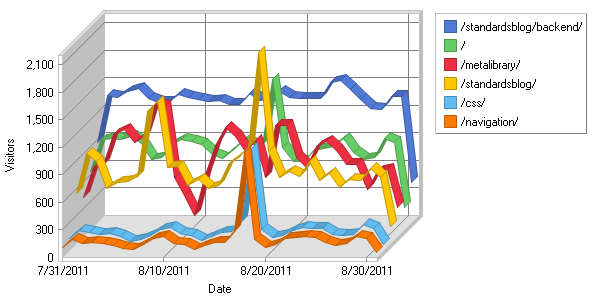 /standardsblog/backend/
/
/metalibrary/
/standardsblog/
/css/
/navigation/
Visitors
2,100
1,800
1,500
1,200
900
600
300
0
7/31/2011 8/10/2011 8/20/2011 8/30/2011
Date